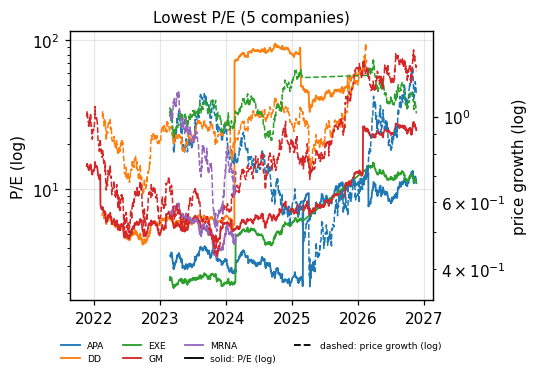 Lowest P/E (5 companies)
10²
10¹
P/E (log)
10⁰
6 × 10⁻¹
4 × 10⁻¹
price growth (log)
2022 2023 2024 2025 2026 2027
APA EXE MRNA dashed: price growth (log)
DD GM solid: P/E (log)